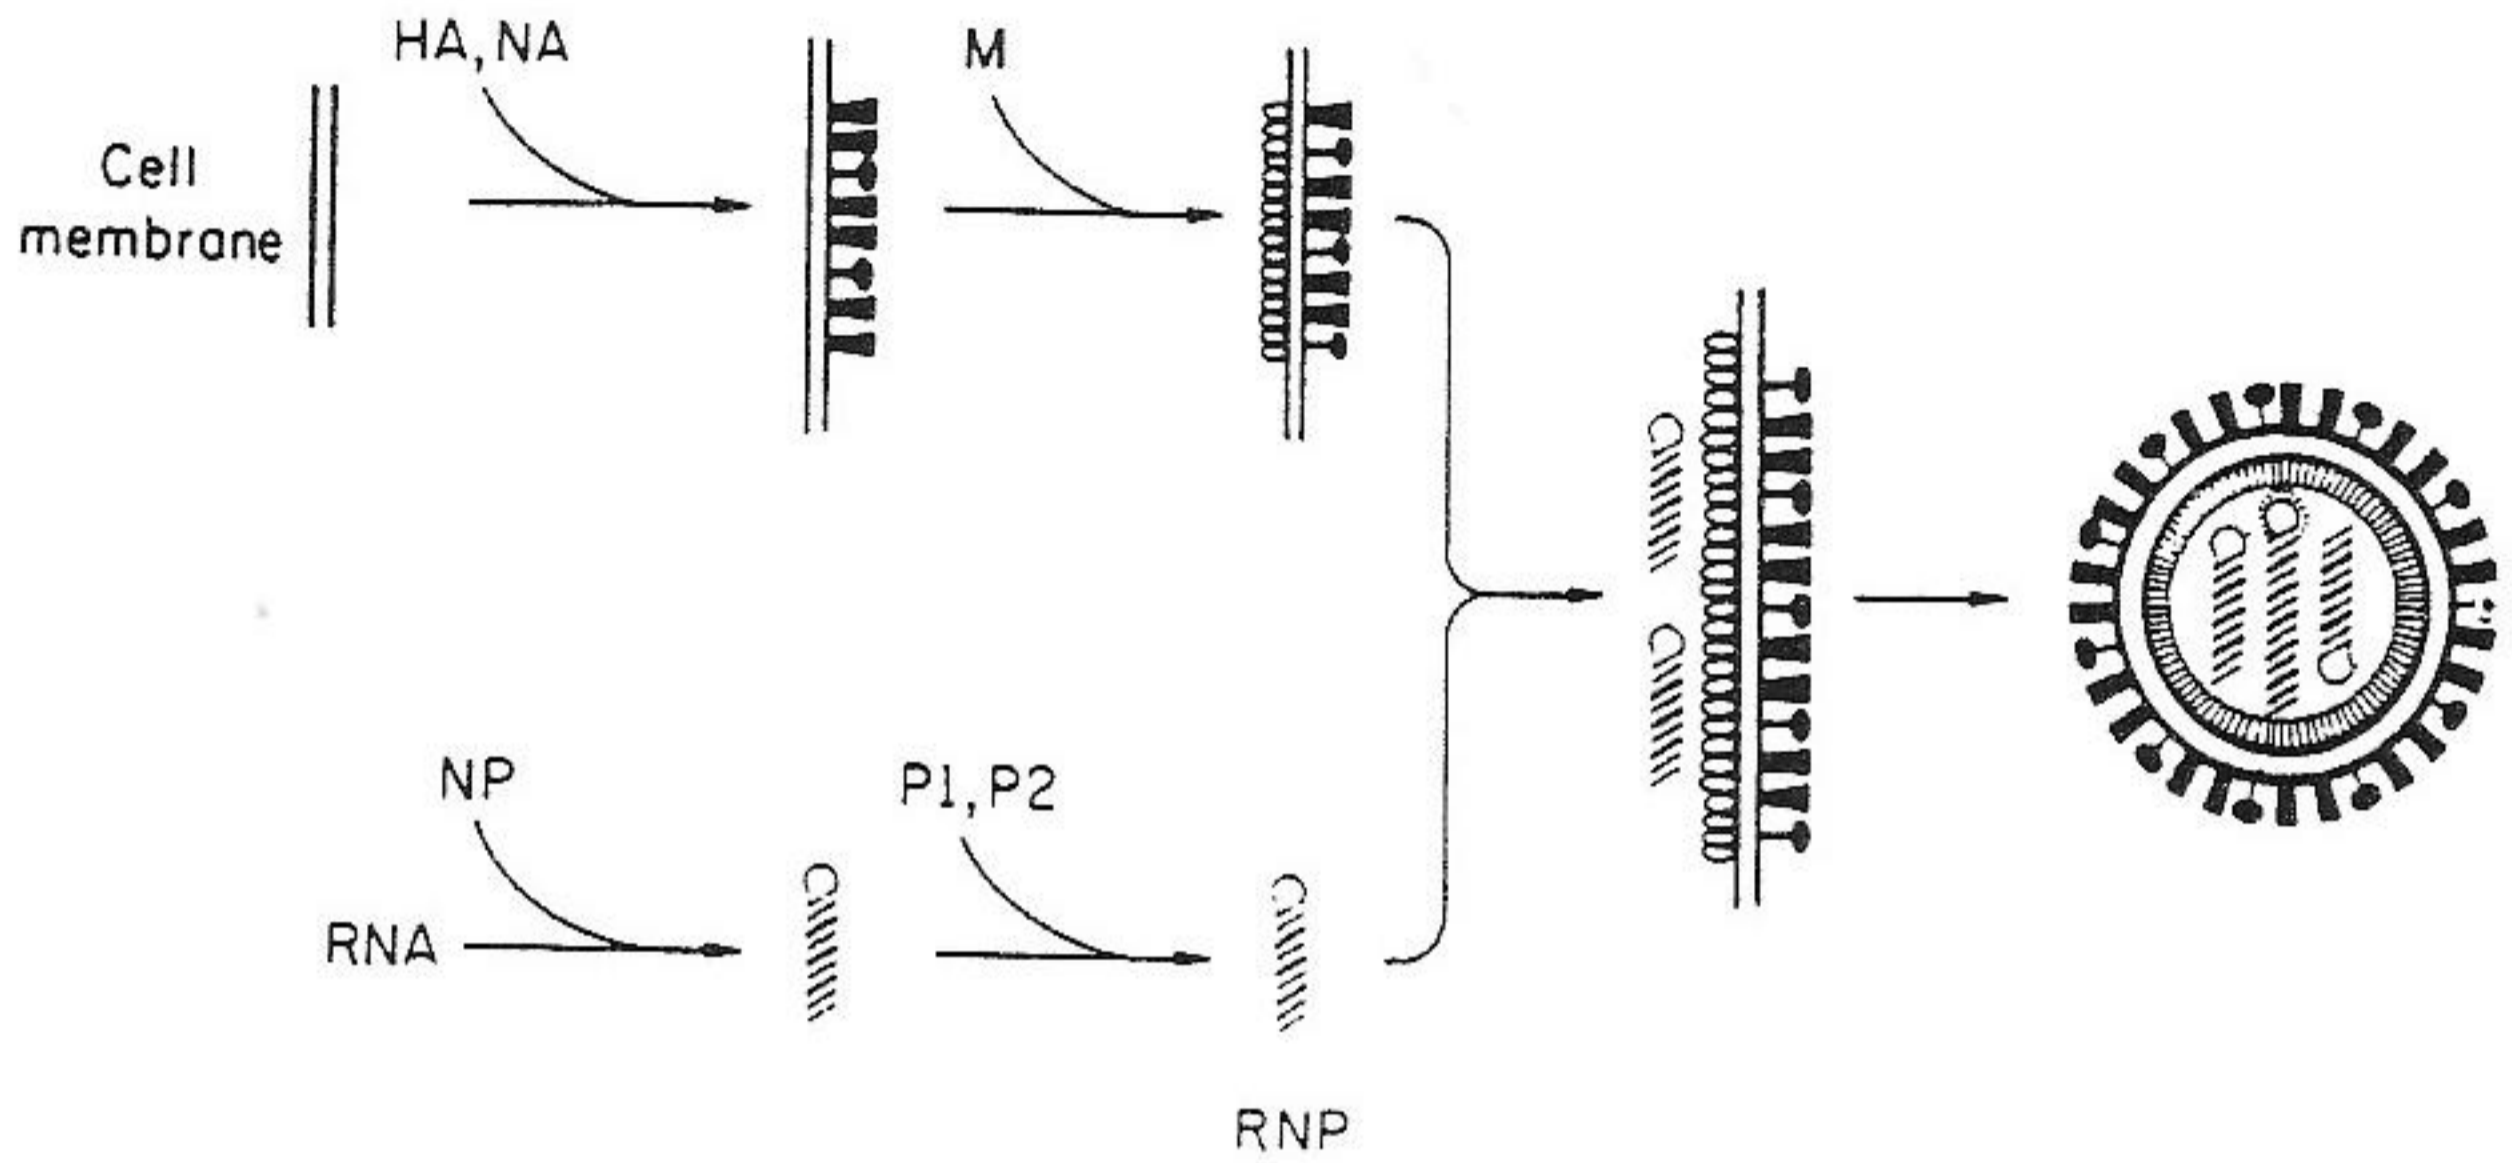 HA, NA
M
Cell
membrane
NP
P1, P2
RNA
RNP